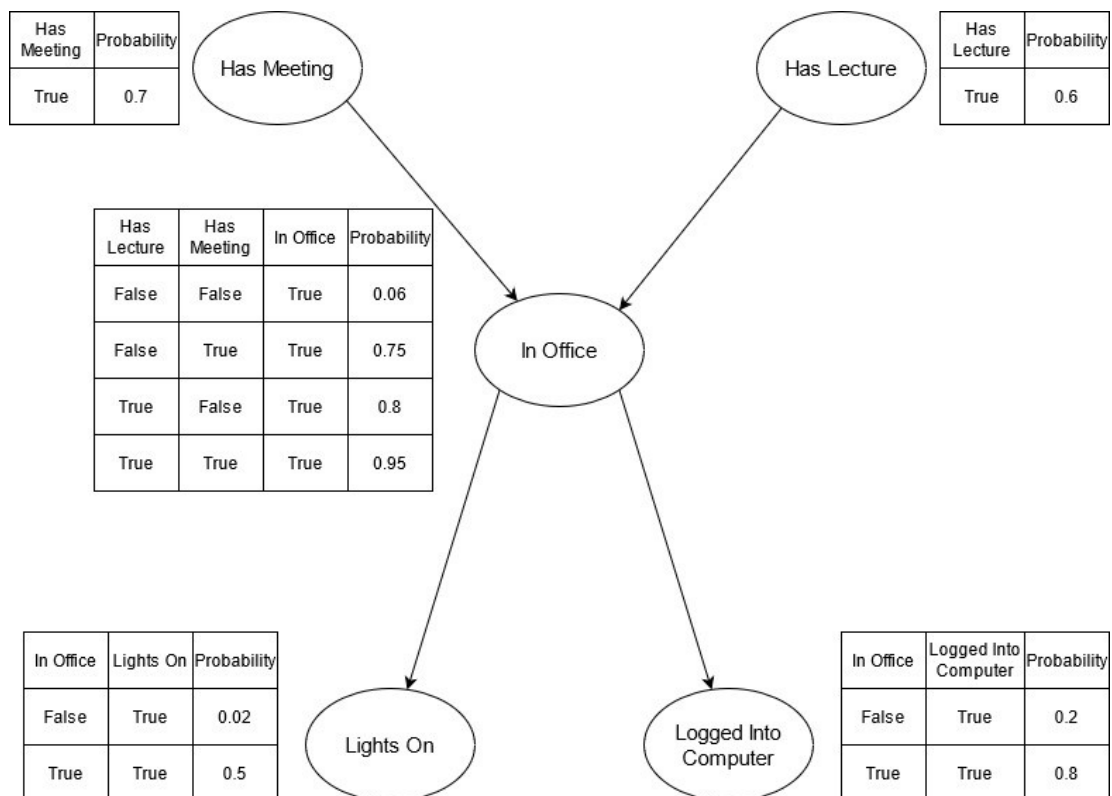 Has Meeting Probability
True 0.7
Has Meeting
Has Lecture
Has Lecture Probability
True 0.6
Has Lecture Has Meeting In Office Probability
False False True 0.06
False True True 0.75
True False True 0.8
True True True 0.95
In Office
In Office Lights On Probability
False True 0.02
True True 0.5
Lights On
Logged Into
Computer
In Office Logged Into Computer Probability
False True 0.2
True True 0.8